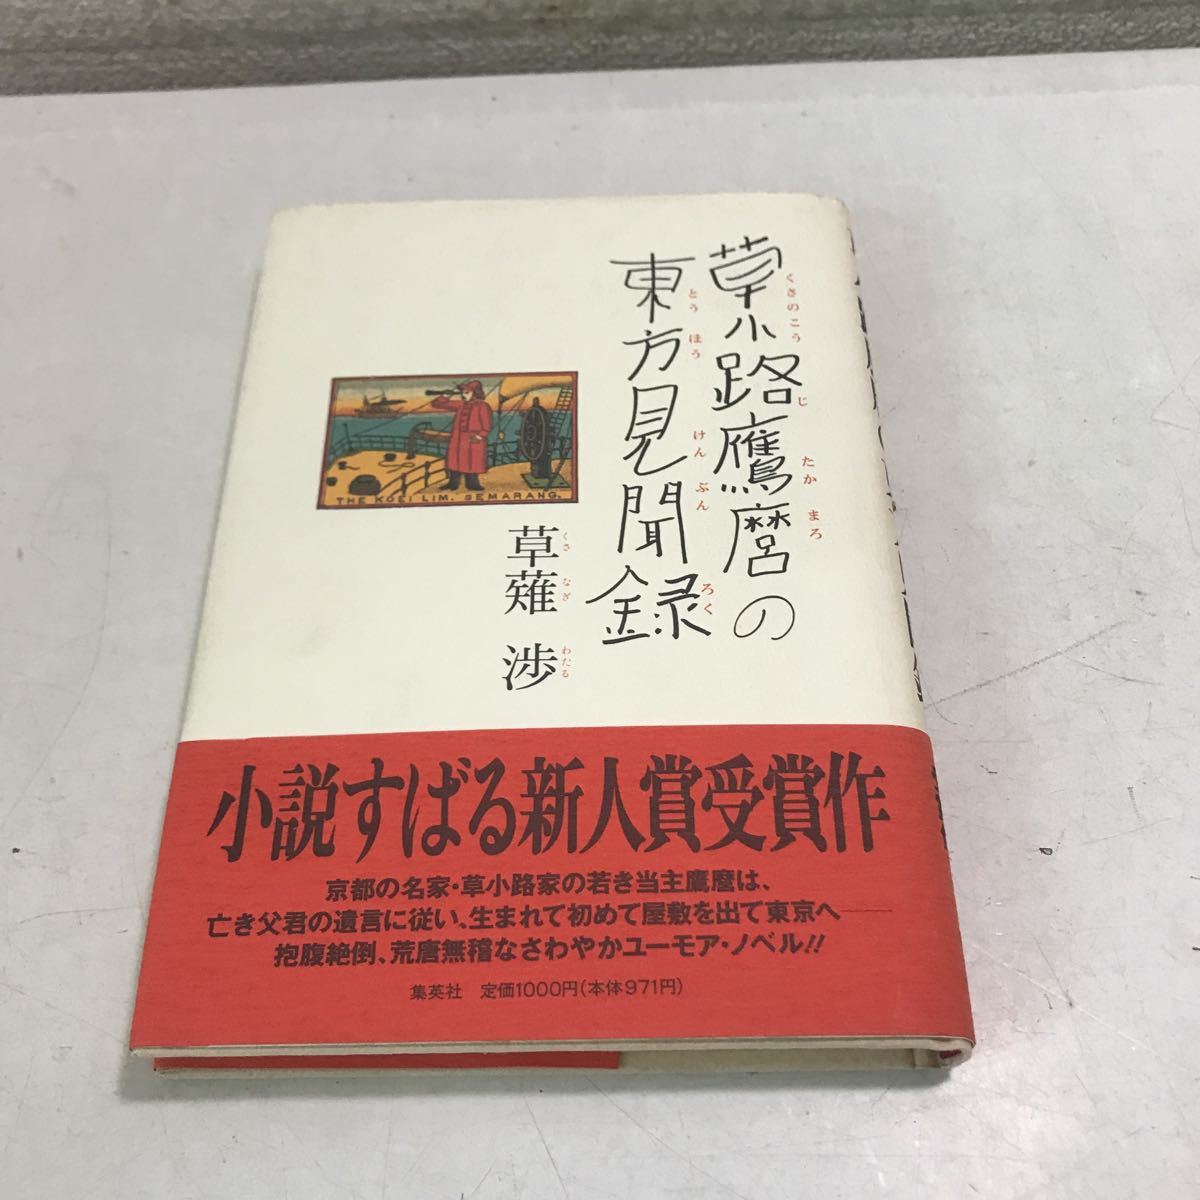 草小路鷹麿の
くさのこうじたかまろ
東方見聞録
とうほうけんぶんろく
THE KOEI LIM. SEMARANG.
草薙 渉
くさなぎ わたる
小説すばる新人賞受賞作
京都の名家・草小路家の若き当主鷹麿は、
亡き父君の遺言に従い、生まれて初めて屋敷を出て東京へ――
抱腹絶倒、荒唐無稽なさわやかユーモア・ノベル!!
集英社 定価1000円(本体971円)